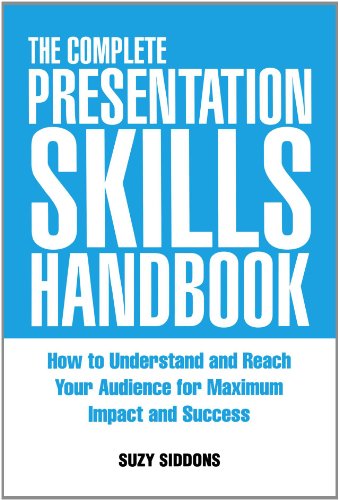 THE COMPLETE
PRESENTATION
SKILLS
HANDBOOK
How to Understand and Reach
Your Audience for Maximum
Impact and Success
SUZY SIDDONS